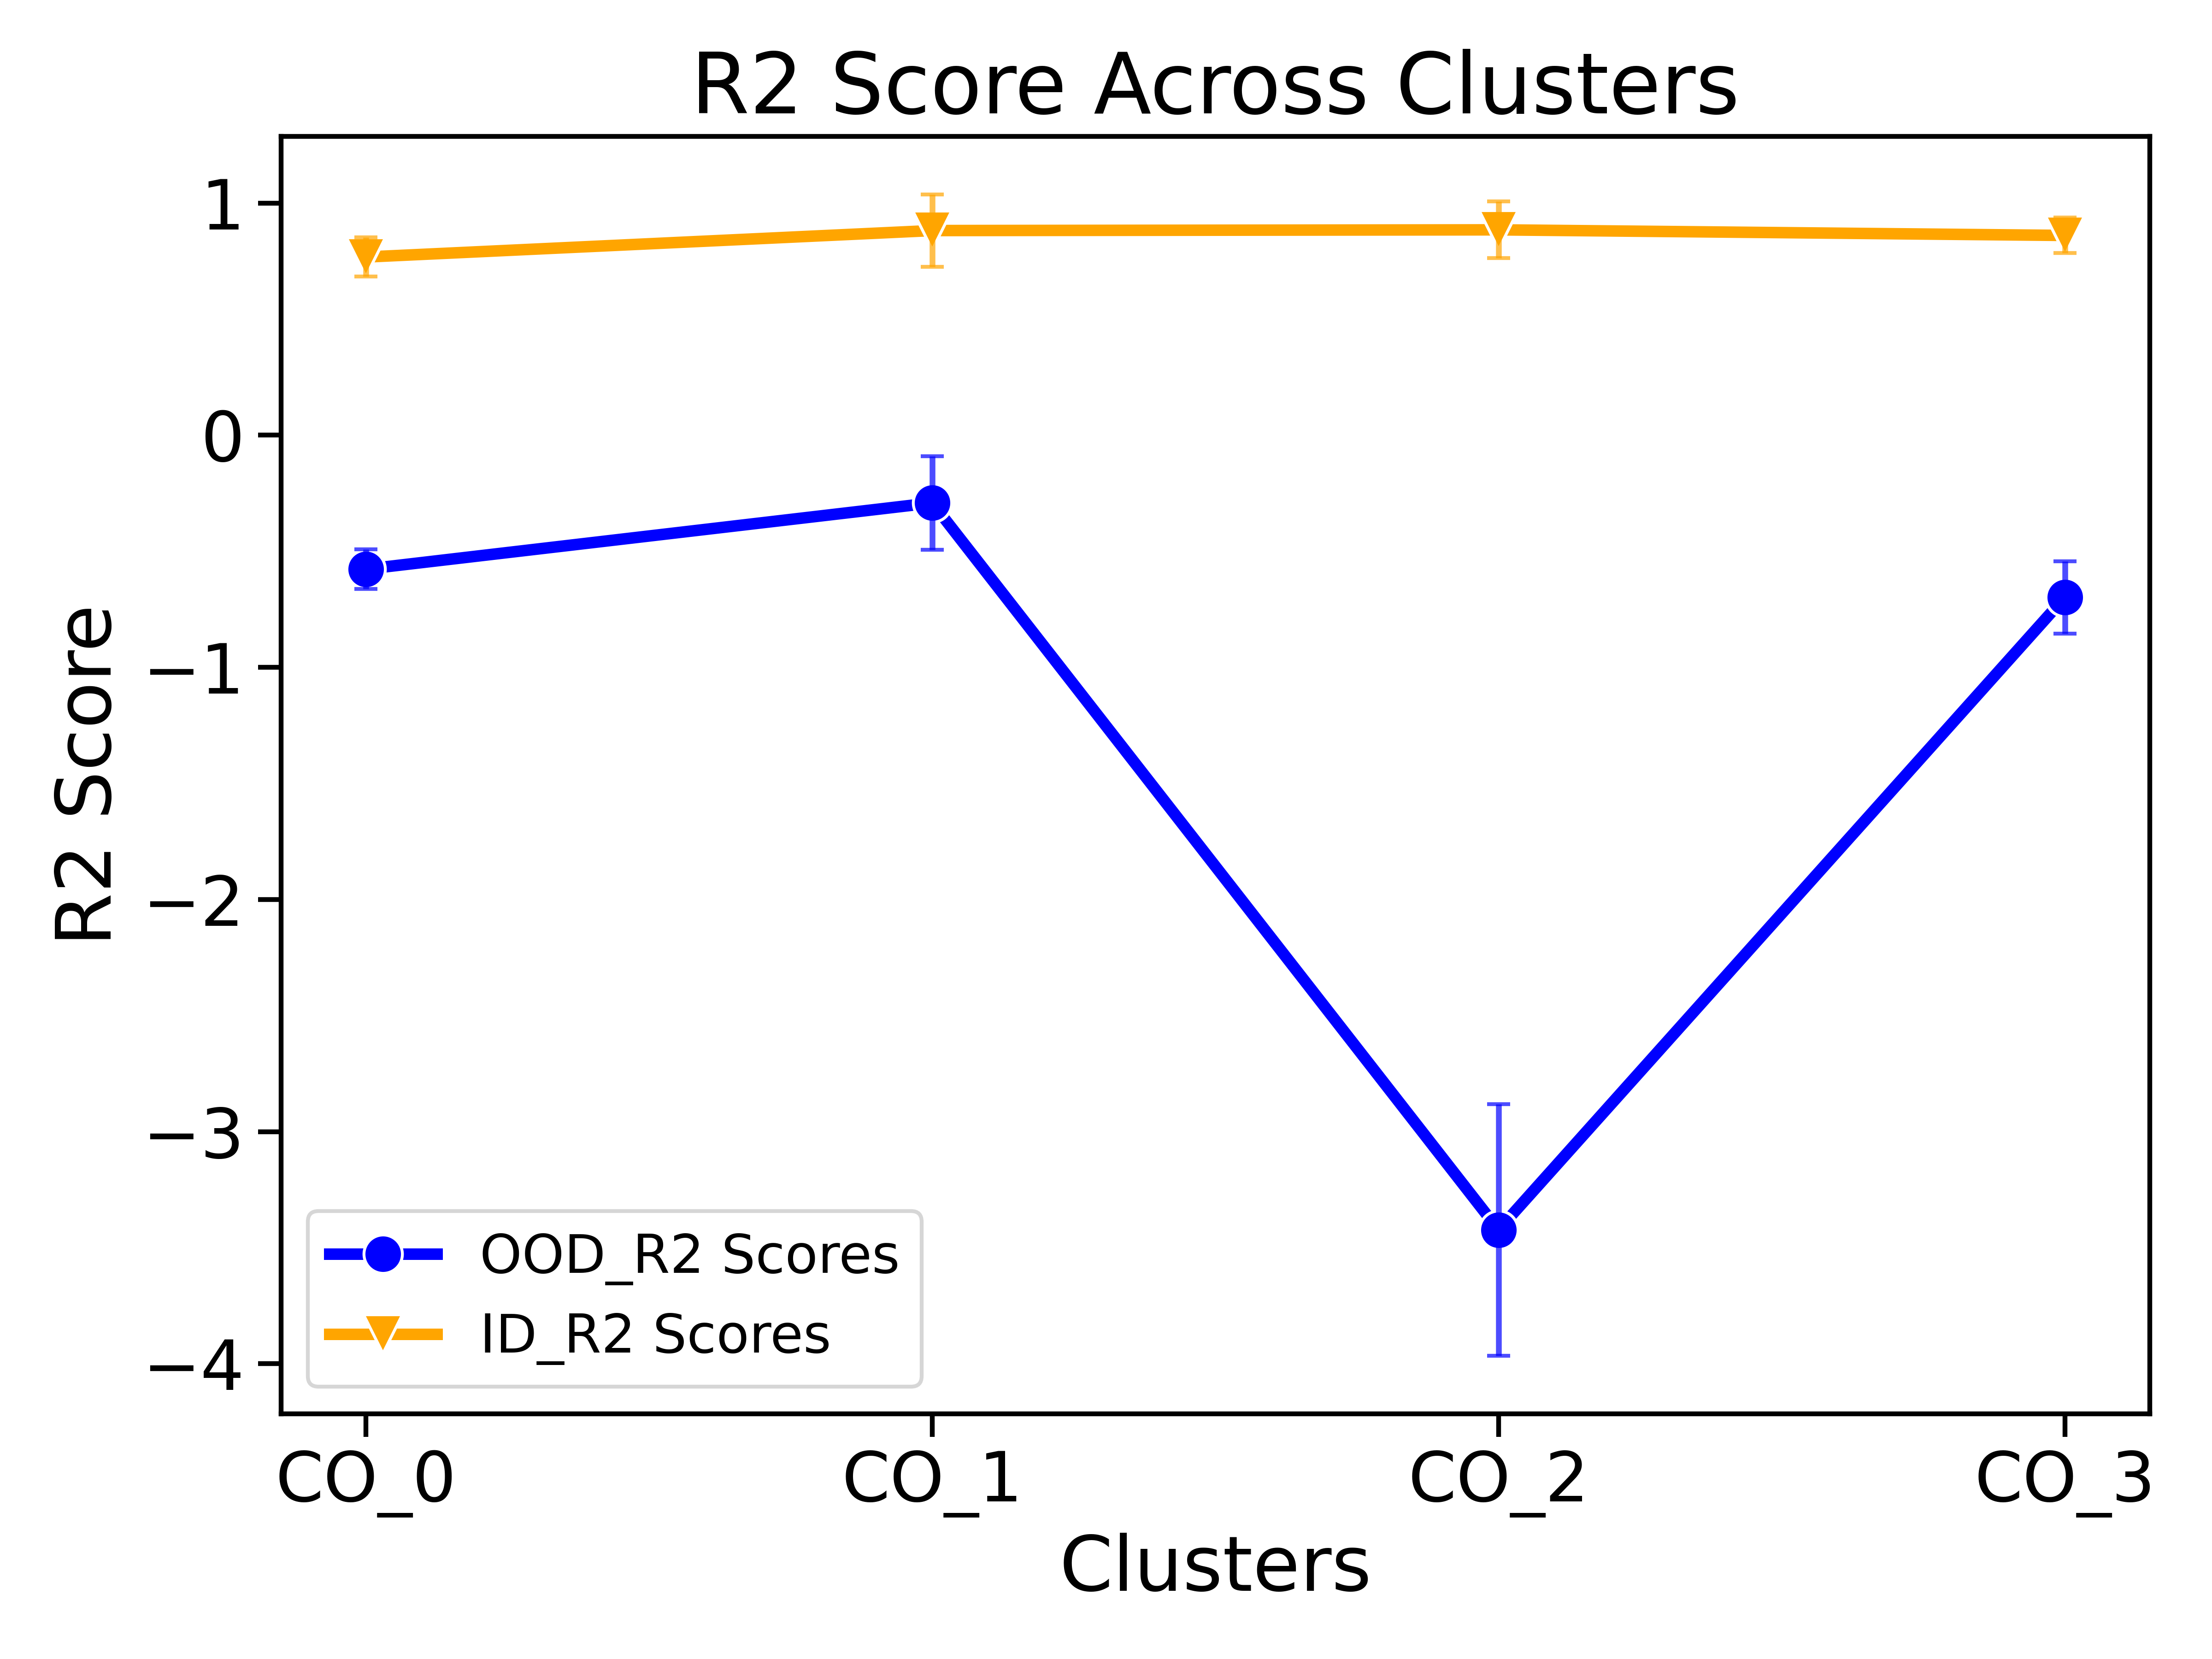 R2 Score Across Clusters
R2 Score
1
0
−1
−2
−3
−4
OOD_R2 Scores
ID_R2 Scores
CO_0 CO_1 CO_2 CO_3
Clusters